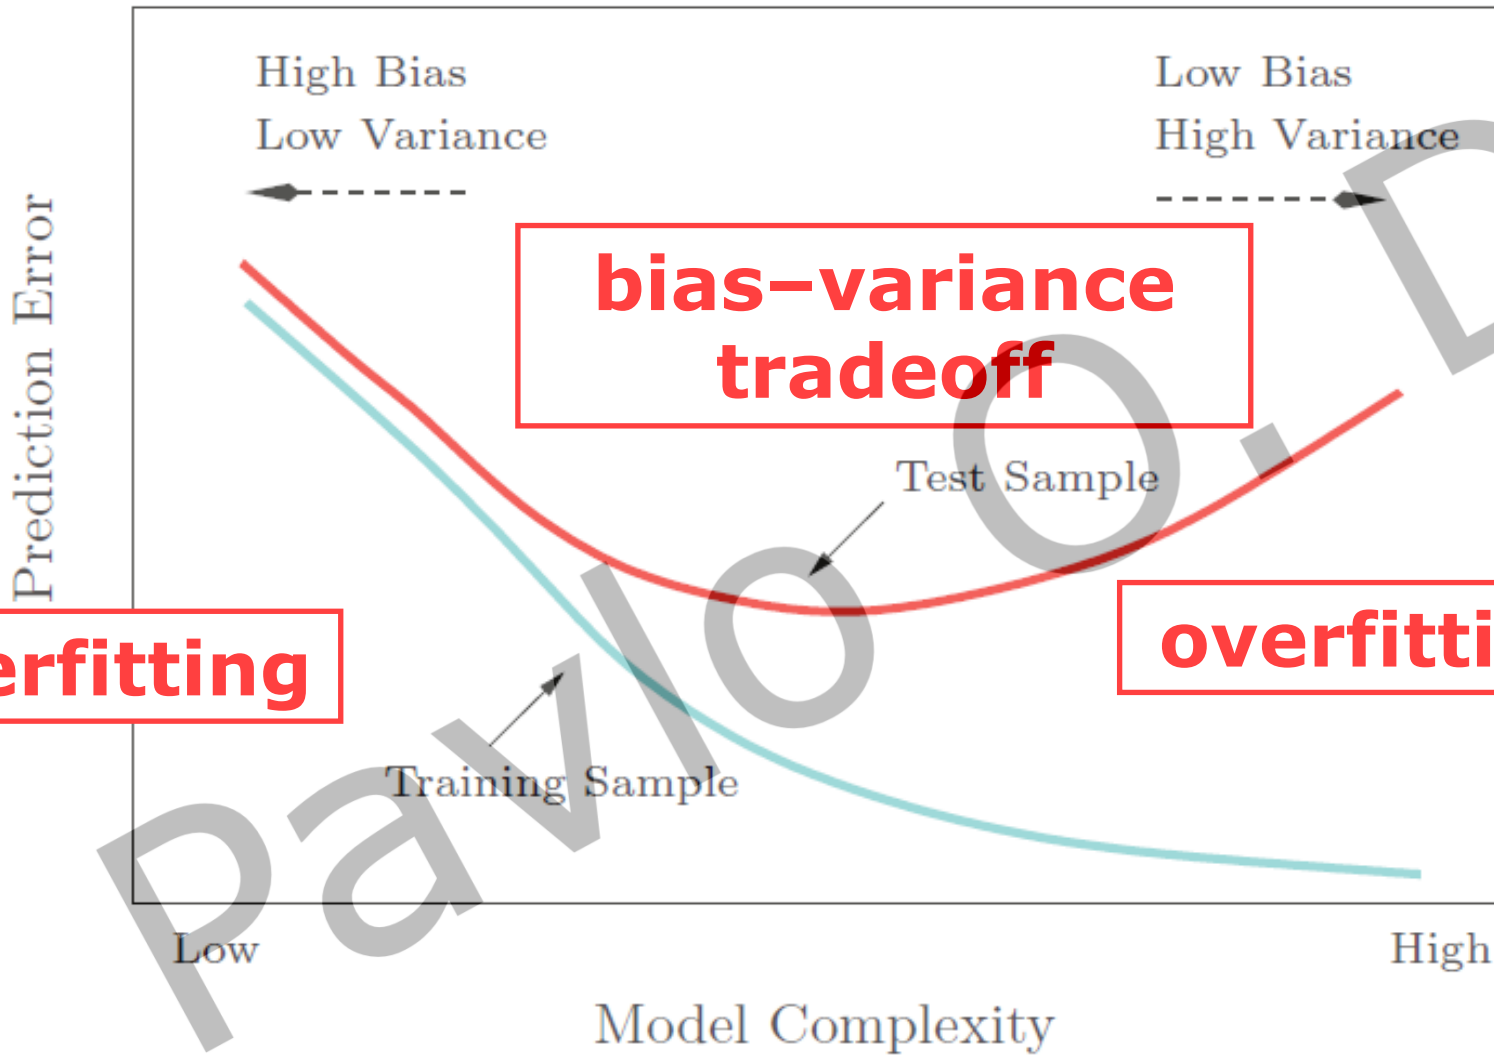 High Bias
Low Variance
Low Bias
High Variance
bias–variance
tradeoff
Prediction Error
Test Sample
erfitting
overfitti
Training Sample
Low
High
Model Complexity
Pavlo O. D